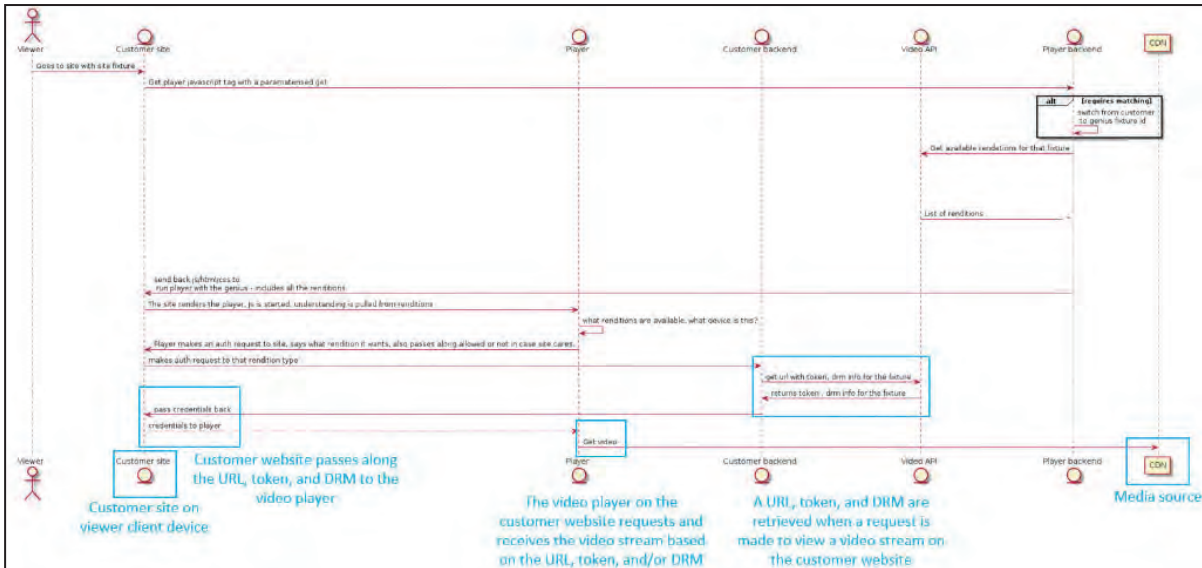 Viewer
Customer site
Player
Customer backend
Video API
Player backend
CDN
Goes to site with site fixture
Get player javascript tag with a paramaterised get
alt
[requires matching]
switch from customer
to genius fixture id
Get available renditions for that fixture
List of renditions
send back js/html/css to
run player with the genius - includes all the renditions
The site renders the player, js is started, understanding is pulled from renditions
what renditions are available, what device is this?
Player makes an auth request to site, says what rendition it wants, also passes along allowed or not in case site cares.
makes auth request to that rendition type
get url with token, drm info for the fixture
returns token , drm info for the fixture
pass credentials back
credentials to player
Get video
Viewer
Customer site
Player
Customer backend
Video API
Player backend
CDN
Customer website passes along
the URL, token, and DRM to the
video player
Customer site on
viewer client device
The video player on the
customer website requests and
receives the video stream based
on the URL, token, and/or DRM
A URL, token, and DRM are
retrieved when a request is
made to view a video stream on
the customer website
Media source